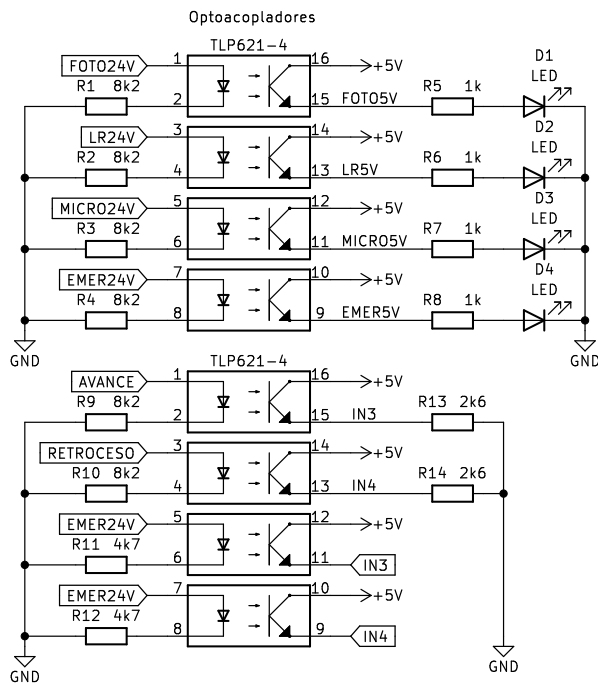 Optoacopladores
TLP621-4
D1
LED
FOTO24V 1 16 +5V
R1 8k2 2 15 FOTO5V R5 1k
D2
LED
LR24V 3 14 +5V
R2 8k2 4 13 LR5V R6 1k
D3
LED
MICRO24V 5 12 +5V
R3 8k2 6 11 MICRO5V R7 1k
D4
LED
EMER24V 7 10 +5V
R4 8k2 8 9 EMER5V R8 1k
GND GND
TLP621-4
AVANCE 1 16 +5V
R9 8k2 2 15 IN3 R13 2k6
RETROCESO 3 14 +5V
R10 8k2 4 13 IN4 R14 2k6
EMER24V 5 12 +5V
R11 4k7 6 11 IN3
EMER24V 7 10 +5V
R12 4k7 8 9 IN4
GND GND